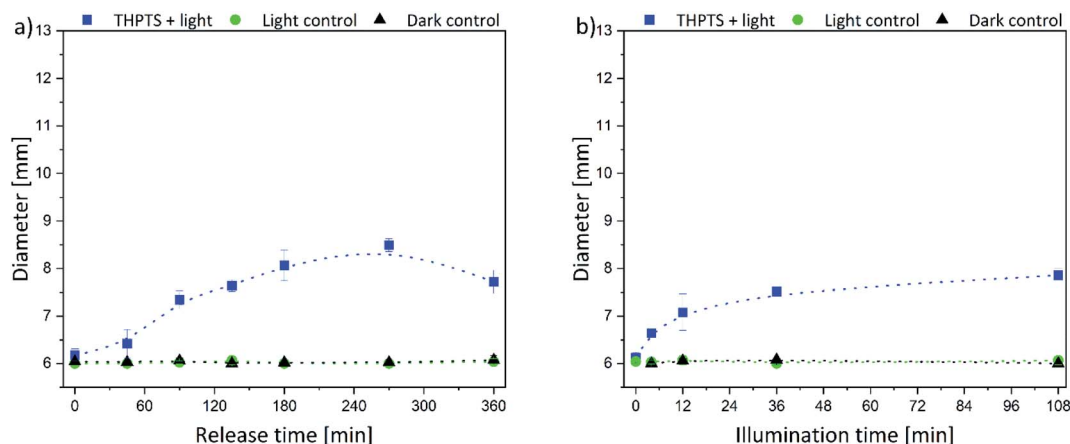 a) THPTS + light Light control Dark control
13
12
11
10
9
8
7
6
Diameter [mm]
0 60 120 180 240 300 360
Release time [min]
b) THPTS + light Light control Dark control
13
12
11
10
9
8
7
6
Diameter [mm]
0 12 24 36 48 60 72 84 96 108
Illumination time [min]